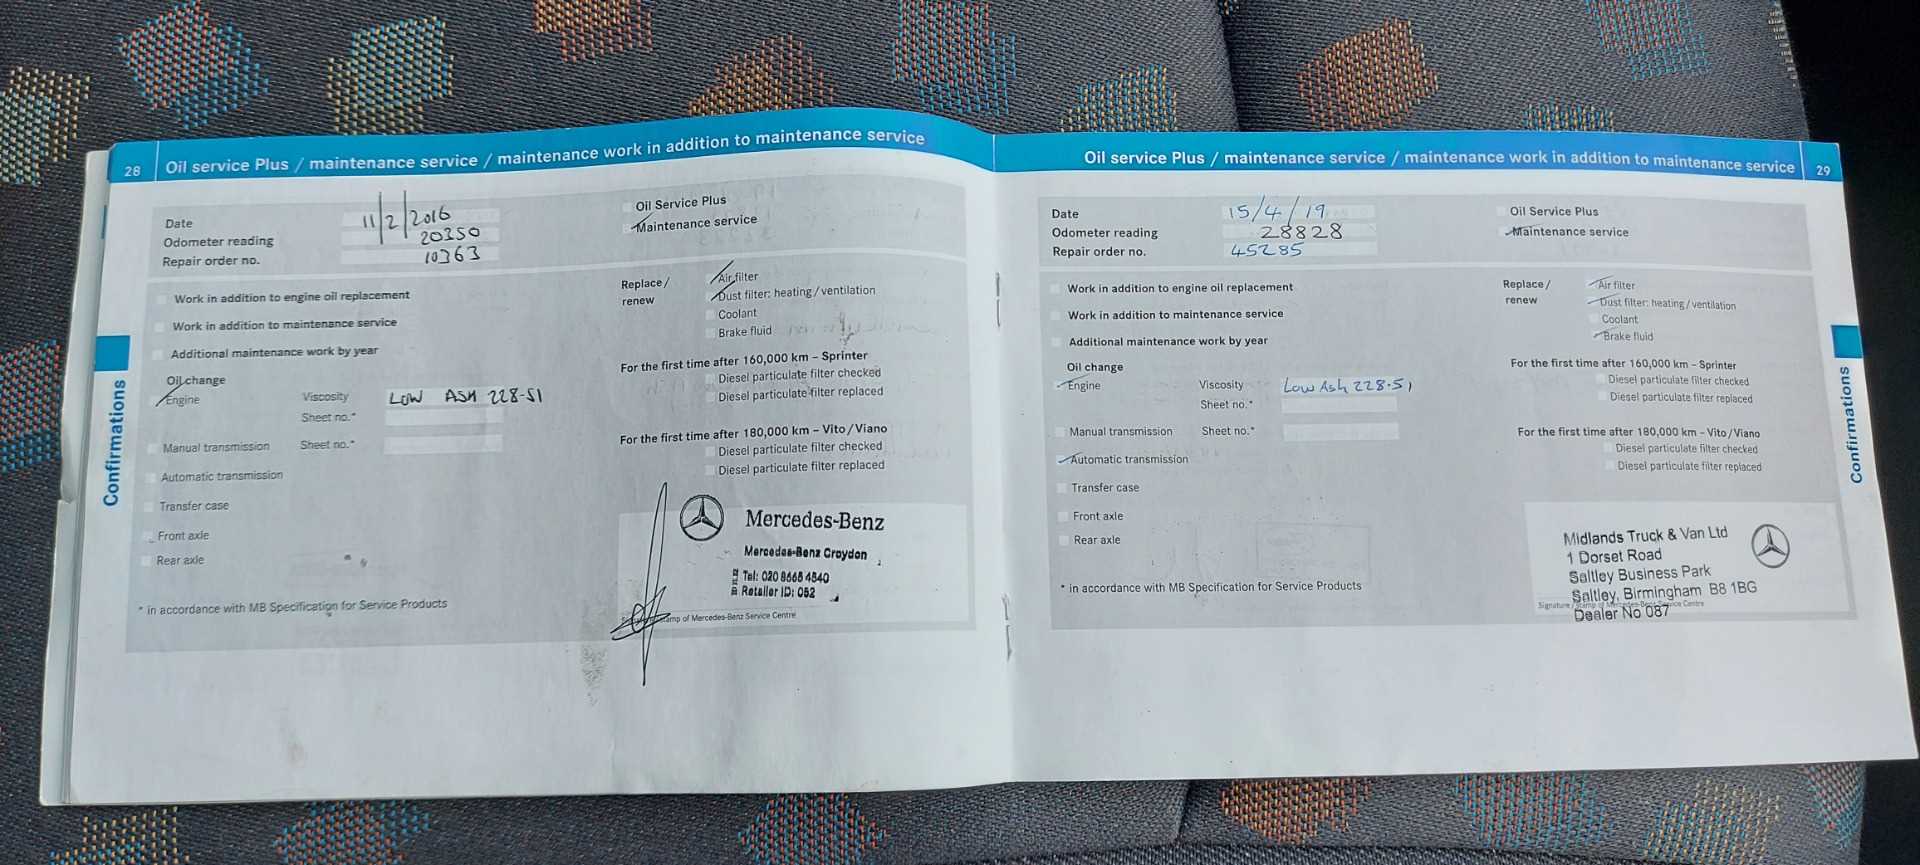 28 Oil service Plus / maintenance service / maintenance work in addition to maintenance service
Date 11/2/2016
Odometer reading 20350
Repair order no. 10363
Oil Service Plus
Maintenance service
Work in addition to engine oil replacement
Work in addition to maintenance service
Additional maintenance work by year
Oil change
Engine Viscosity LOW ASH 228-51
Sheet no.*
Manual transmission Sheet no.*
Automatic transmission
Transfer case
Front axle
Rear axle
* in accordance with MB Specification for Service Products
Replace/ Air filter
renew Dust filter: heating/ventilation
Coolant
Brake fluid
For the first time after 160,000 km – Sprinter
Diesel particulate filter checked
Diesel particulate filter replaced
For the first time after 180,000 km – Vito/Viano
Diesel particulate filter checked
Diesel particulate filter replaced
Mercedes-Benz
Mercedes-Benz Croydon
Tel: 020 8665 4840
Retailer ID: 052
stamp of Mercedes-Benz Service Centre
Confirmations
Oil service Plus / maintenance service / maintenance work in addition to maintenance service 29
Date 15/4/19
Odometer reading 28828
Repair order no. 45285
Oil Service Plus
Maintenance service
Work in addition to engine oil replacement
Work in addition to maintenance service
Additional maintenance work by year
Oil change
Engine Viscosity Low Ash 228.51
Sheet no.*
Manual transmission Sheet no.*
Automatic transmission
Transfer case
Front axle
Rear axle
* in accordance with MB Specification for Service Products
Replace/ Air filter
renew Dust filter: heating/ventilation
Coolant
Brake fluid
For the first time after 160,000 km – Sprinter
Diesel particulate filter checked
Diesel particulate filter replaced
For the first time after 180,000 km – Vito/Viano
Diesel particulate filter checked
Diesel particulate filter replaced
Midlands Truck & Van Ltd
1 Dorset Road
Saltley Business Park
Saltley, Birmingham B8 1BG
Signature/stamp of Mercedes-Benz Service Centre
Dealer No 087
Confirmations